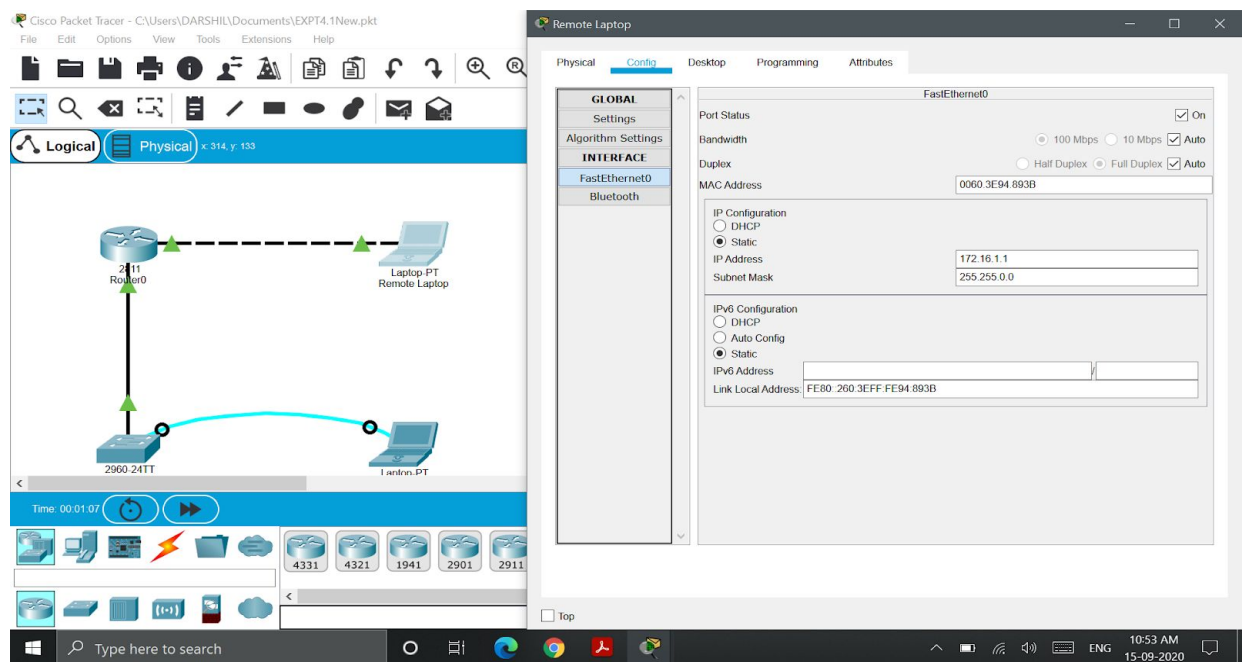 Cisco Packet Tracer - C:\Users\DARSHIL\Documents\EXPT4.1New.pkt
File Edit Options View Tools Extensions Help
Logical Physical x: 314, y: 133
2811
Router0
Laptop-PT
Remote Laptop
2960-24TT
Laptop-PT
Time: 00:01:07
4331 4321 1941 2901 2911
Remote Laptop
Physical Config Desktop Programming Attributes
GLOBAL
Settings
Algorithm Settings
INTERFACE
FastEthernet0
Bluetooth
FastEthernet0
Port Status On
Bandwidth 100 Mbps 10 Mbps Auto
Duplex Half Duplex Full Duplex Auto
MAC Address 0060.3E94.893B
IP Configuration
DHCP
Static
IP Address 172.16.1.1
Subnet Mask 255.255.0.0
IPv6 Configuration
DHCP
Auto Config
Static
IPv6 Address /
Link Local Address: FE80::260:3EFF:FE94:893B
Top
Type here to search
ENG
10:53 AM
15-09-2020